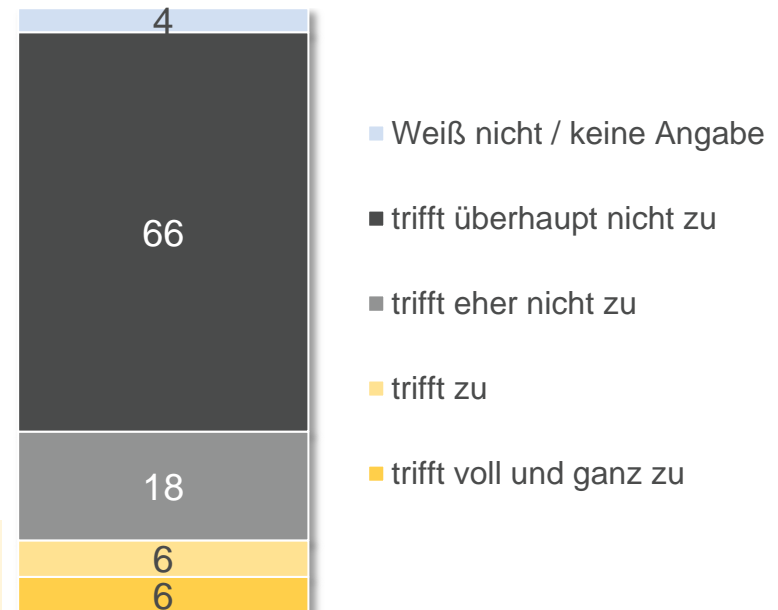 4
66
18
6
6
Weiß nicht / keine Angabe
trifft überhaupt nicht zu
trifft eher nicht zu
trifft zu
trifft voll und ganz zu